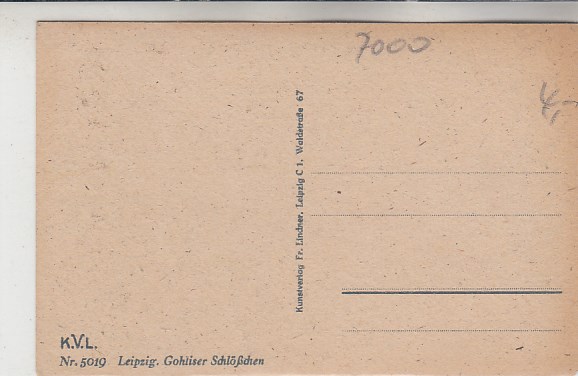 7000
4,-
Kunstverlag Fr. Lindner, Leipzig C 1, Waldstraße 67
K.V.L.
Nr. 5019 Leipzig. Gohliser Schlößchen